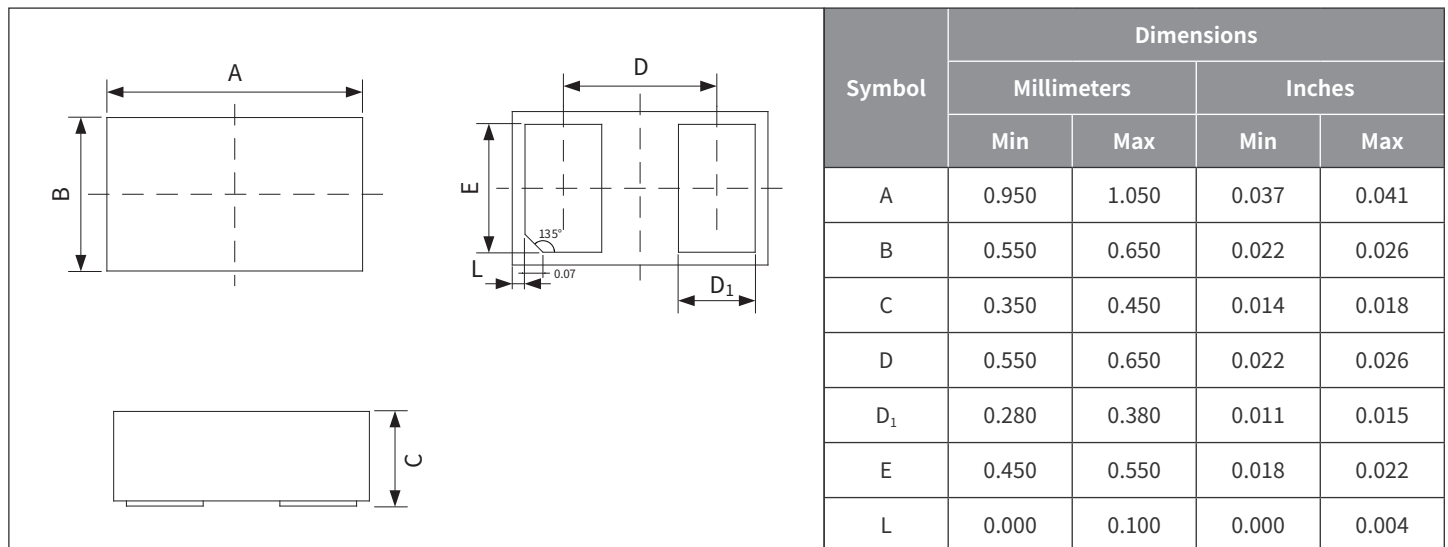 A
B
C
D
E
135°
L
0.07
D₁
Symbol Dimensions
Millimeters Inches
Min Max Min Max
A 0.950 1.050 0.037 0.041
B 0.550 0.650 0.022 0.026
C 0.350 0.450 0.014 0.018
D 0.550 0.650 0.022 0.026
D₁ 0.280 0.380 0.011 0.015
E 0.450 0.550 0.018 0.022
L 0.000 0.100 0.000 0.004